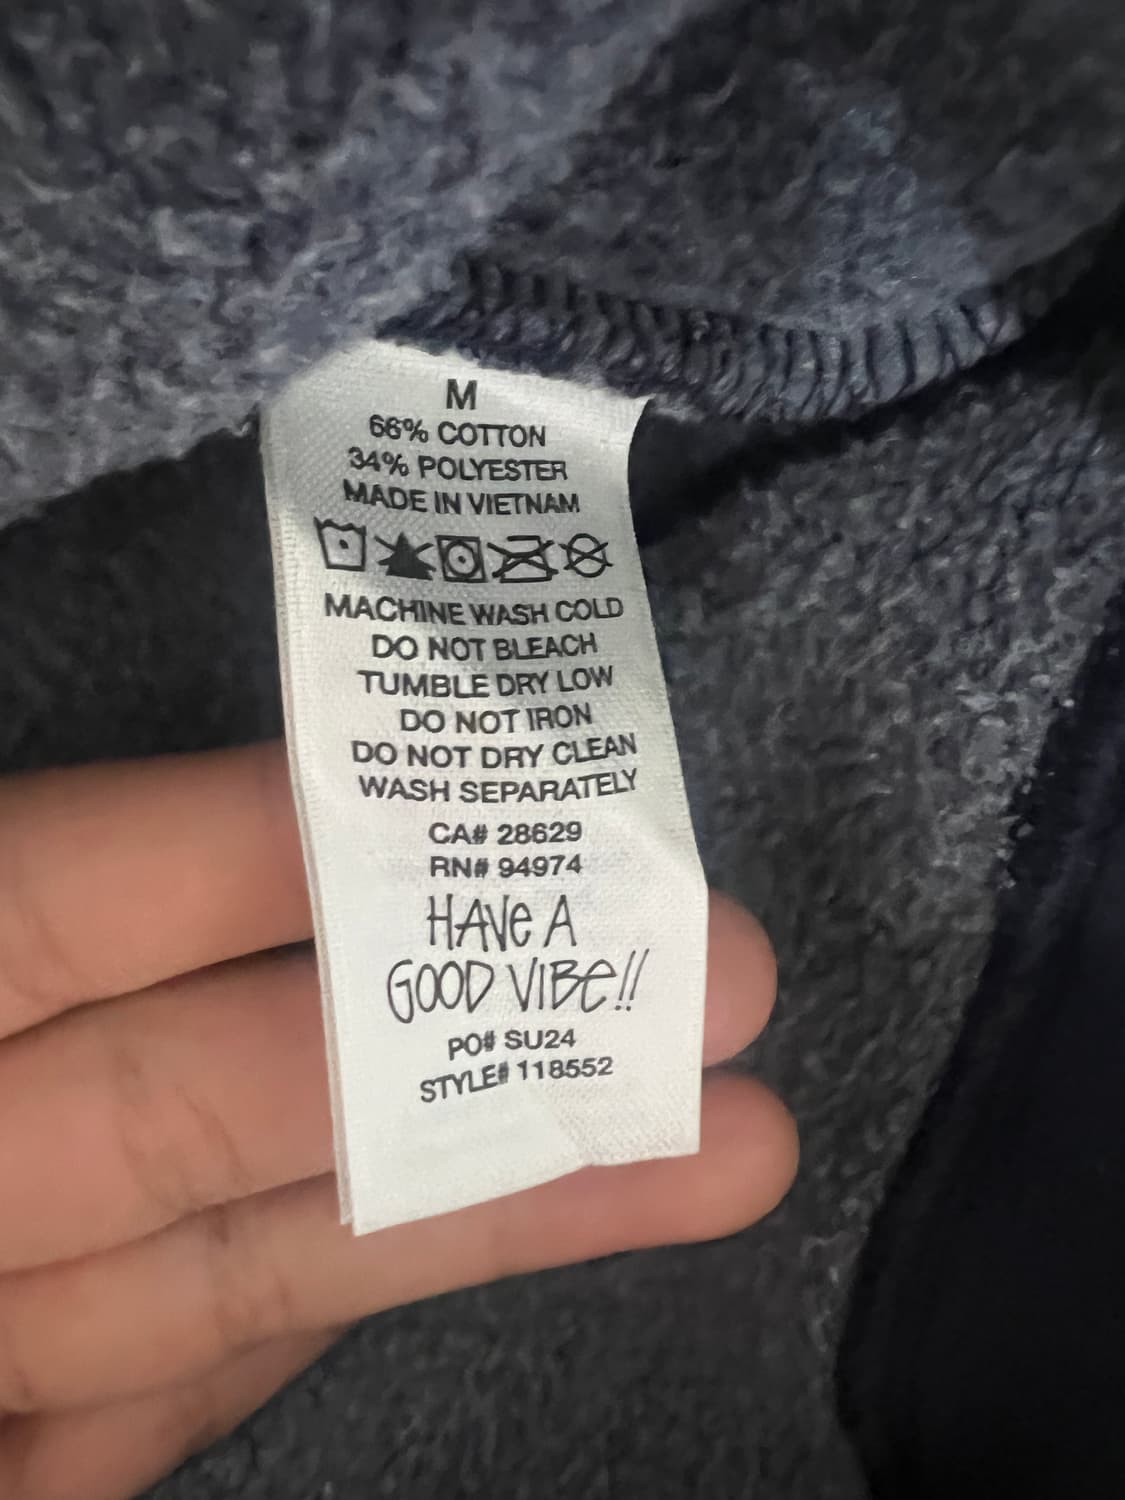 M
66% COTTON
34% POLYESTER
MADE IN VIETNAM
MACHINE WASH COLD
DO NOT BLEACH
TUMBLE DRY LOW
DO NOT IRON
DO NOT DRY CLEAN
WASH SEPARATELY
CA# 28629
RN# 94974
HAVe A
GOOD VIBe!!
PO# SU24
STYLE# 118552